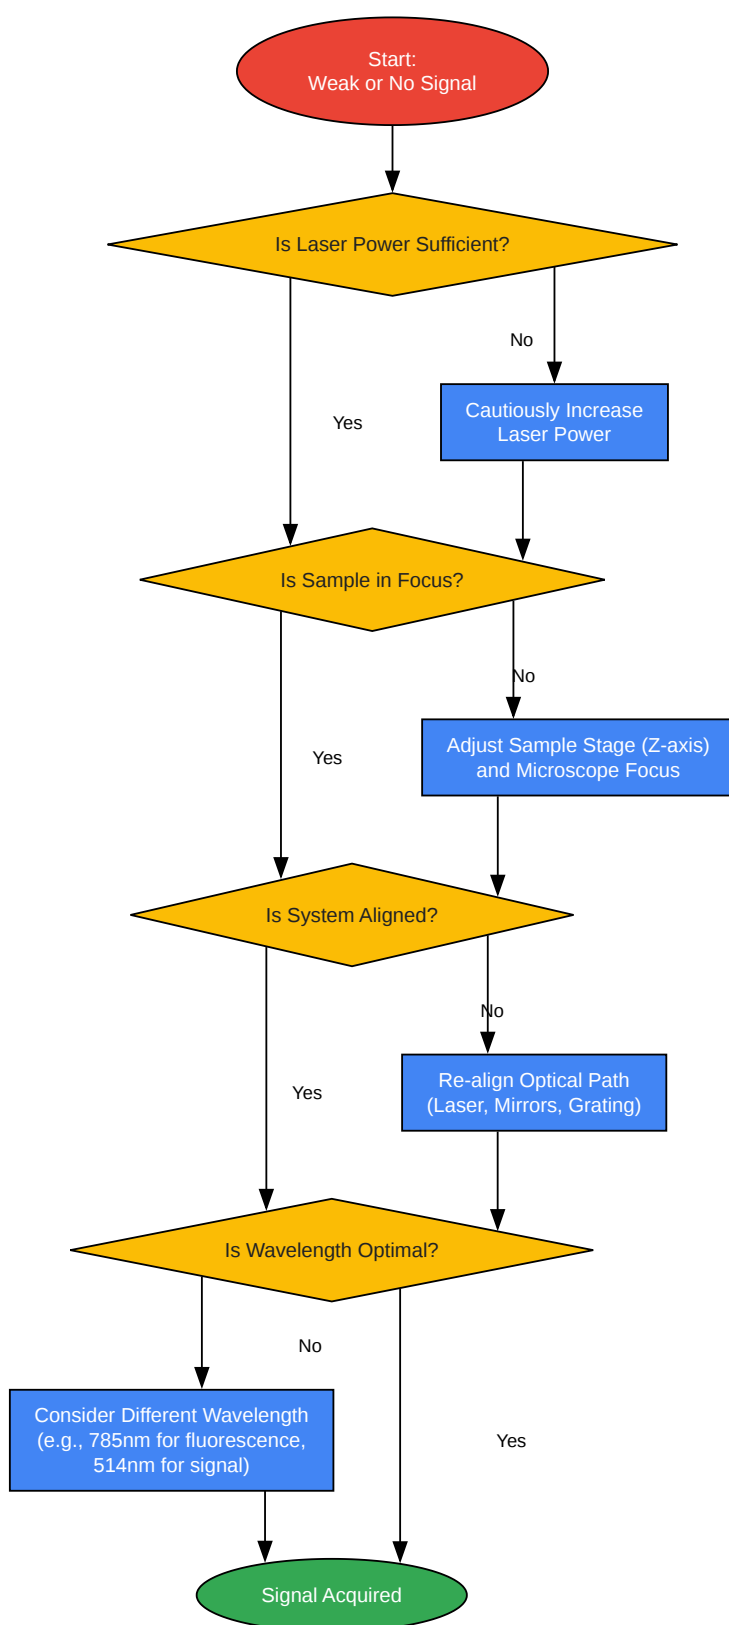 Start:
Weak or No Signal
Is Laser Power Sufficient?
No
Cautiously Increase
Laser Power
Yes
Is Sample in Focus?
No
Adjust Sample Stage (Z-axis)
and Microscope Focus
Yes
Is System Aligned?
No
Re-align Optical Path
(Laser, Mirrors, Grating)
Yes
Is Wavelength Optimal?
No
Consider Different Wavelength
(e.g., 785nm for fluorescence,
514nm for signal)
Yes
Signal Acquired